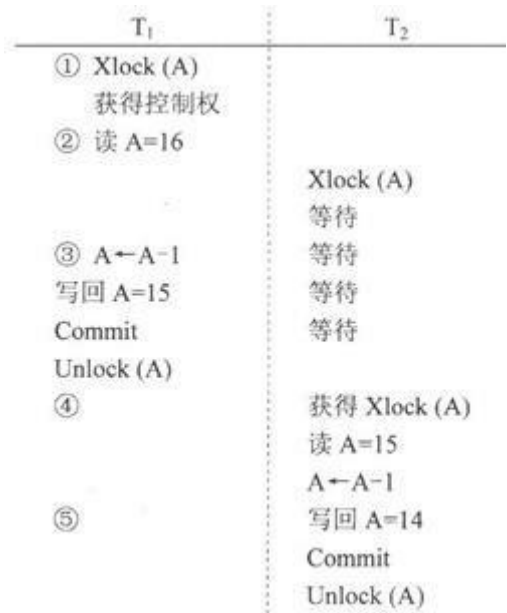 T₁ T₂
① Xlock (A)
获得控制权
② 读 A=16
Xlock (A)
等待
③ A←A-1 等待
写回 A=15 等待
Commit 等待
Unlock (A)
④ 获得 Xlock (A)
读 A=15
A←A-1
⑤ 写回 A=14
Commit
Unlock (A)